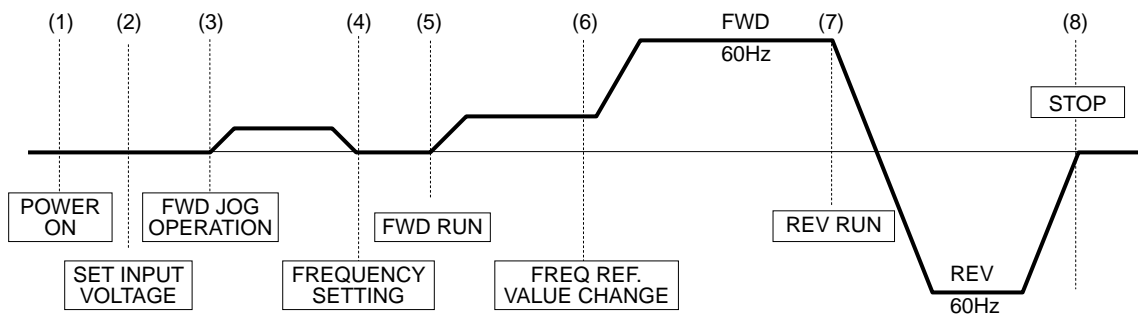 (1)
(2)
(3)
(4)
(5)
(6)
FWD
(7)
(8)
60Hz
STOP
POWER
ON
FWD JOG
OPERATION
FWD RUN
REV RUN
SET INPUT
VOLTAGE
FREQUENCY
SETTING
FREQ REF.
VALUE CHANGE
REV
60Hz